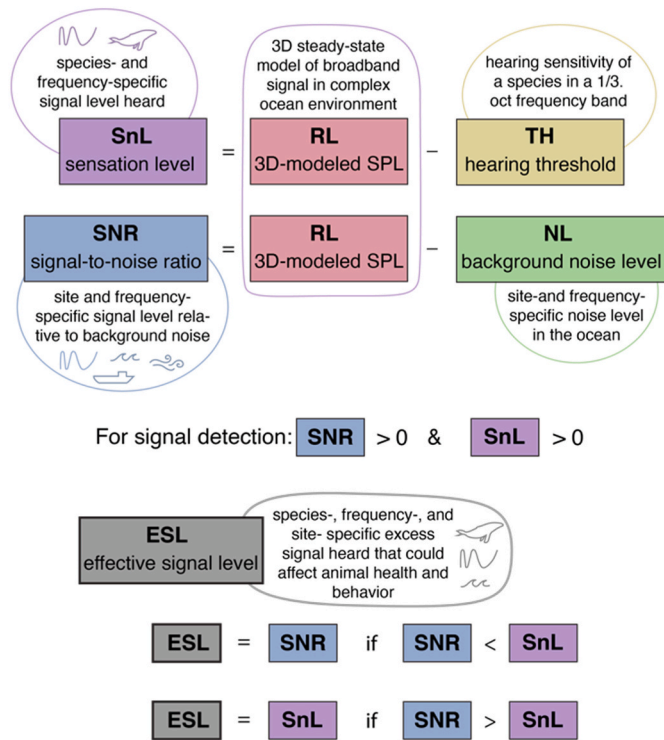 species- and
frequency-specific
signal level heard
3D steady-state
model of broadband
signal in complex
ocean environment
hearing sensitivity of
a species in a 1/3.
oct frequency band
SnL
sensation level
=
RL
3D-modeled SPL
–
TH
hearing threshold
SNR
signal-to-noise ratio
=
RL
3D-modeled SPL
–
NL
background noise level
site and frequency-
specific signal level rela-
tive to background noise
site-and frequency-
specific noise level
in the ocean
For signal detection: SNR > 0 & SnL > 0
ESL
effective signal level
species-, frequency-, and
site- specific excess
signal heard that could
affect animal health and
behavior
ESL = SNR if SNR < SnL
ESL = SnL if SNR > SnL